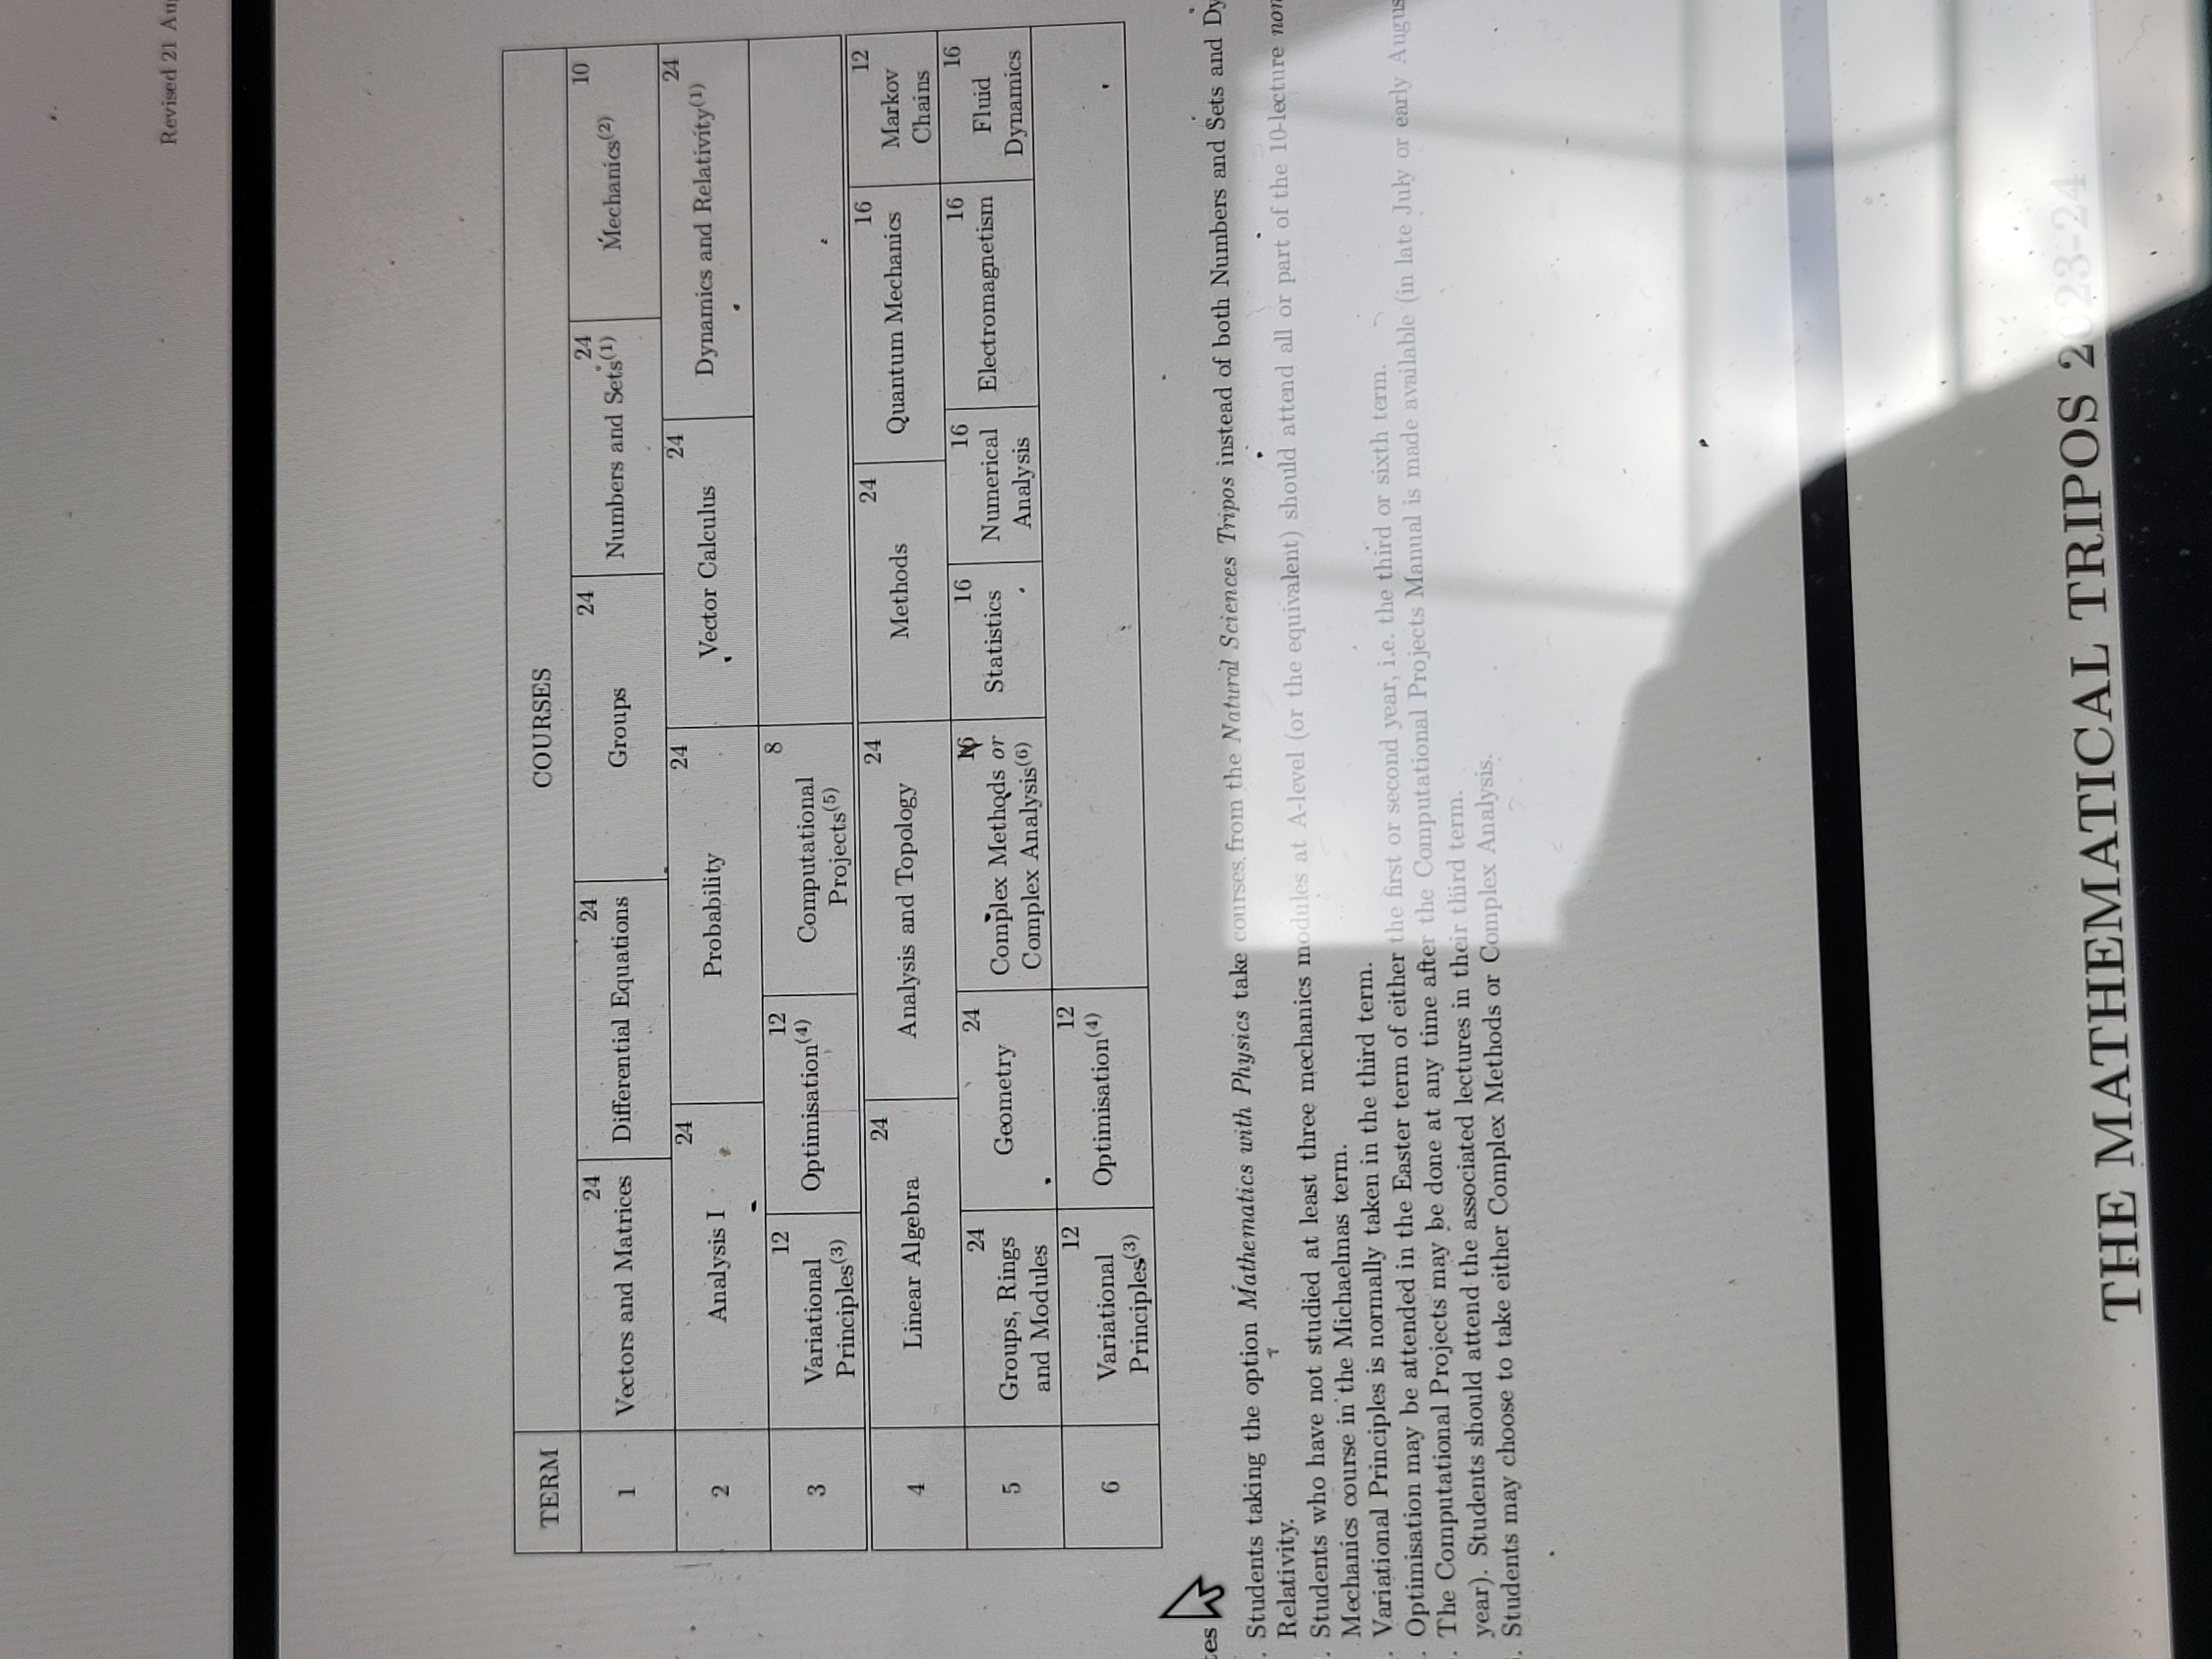 Revised 21 Au
TERM COURSES
24 24 24 24 10
1 Vectors and Matrices Differential Equations Groups Numbers and Sets(1) Mechanics(2)
24 24 24 24
2 Analysis I Probability Vector Calculus Dynamics and Relativity(1)
12 12 8
3 Variational Optimisation(4) Computational
Principles(3) Projects(5)
24 24 24 16 12
4 Linear Algebra Analysis and Topology Methods Quantum Mechanics Markov
Chains
24 24 16 16 16 16 16
5 Groups, Rings Geometry Complex Methods or Statistics Numerical Electromagnetism Fluid
and Modules Complex Analysis(6) Analysis Dynamics
12 12
6 Variational Optimisation(4)
Principles(3)
es
. Students taking the option Mathematics with Physics take courses from the Natural Sciences Tripos instead of both Numbers and Sets and Dy
Relativity.
. Students who have not studied at least three mechanics modules at A-level (or the equivalent) should attend all or part of the 10-lecture non
Mechanics course in the Michaelmas term.
. Variational Principles is normally taken in the third term.
. Optimisation may be attended in the Easter term of either the first or second year, i.e. the third or sixth term.
. The Computational Projects may be done at any time after the Computational Projects Manual is made available (in late July or early Augus
year). Students should attend the associated lectures in their third term.
. Students may choose to take either Complex Methods or Complex Analysis.
THE MATHEMATICAL TRIPOS 2023-24